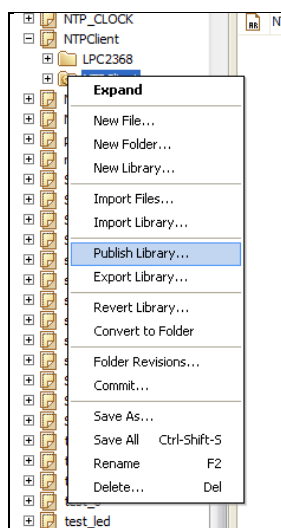 NTP_CLOCK
NTPClient
LPC2368
Expand
New File...
New Folder...
New Library...
Import Files...
Import Library...
Publish Library...
Export Library...
Revert Library...
Convert to Folder
Folder Revisions...
Commit...
Save As...
Save All Ctrl-Shift-S
Rename F2
Delete... Del
test_led